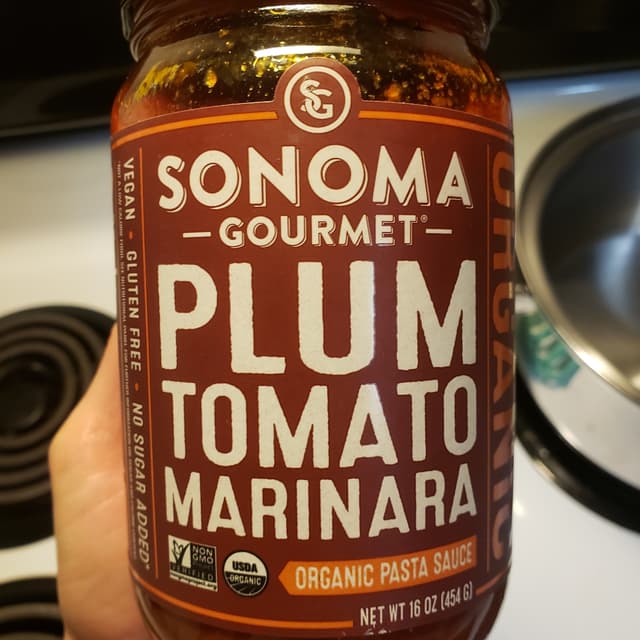 SG
SONOMA
GOURMET®
PLUM
TOMATO
MARINARA
NON
GMO
VERIFIED
USDA
ORGANIC
ORGANIC PASTA SAUCE
NET WT 16 OZ (454 G)
VEGAN • GLUTEN FREE • NO SUGAR ADDED*
ORGANIC